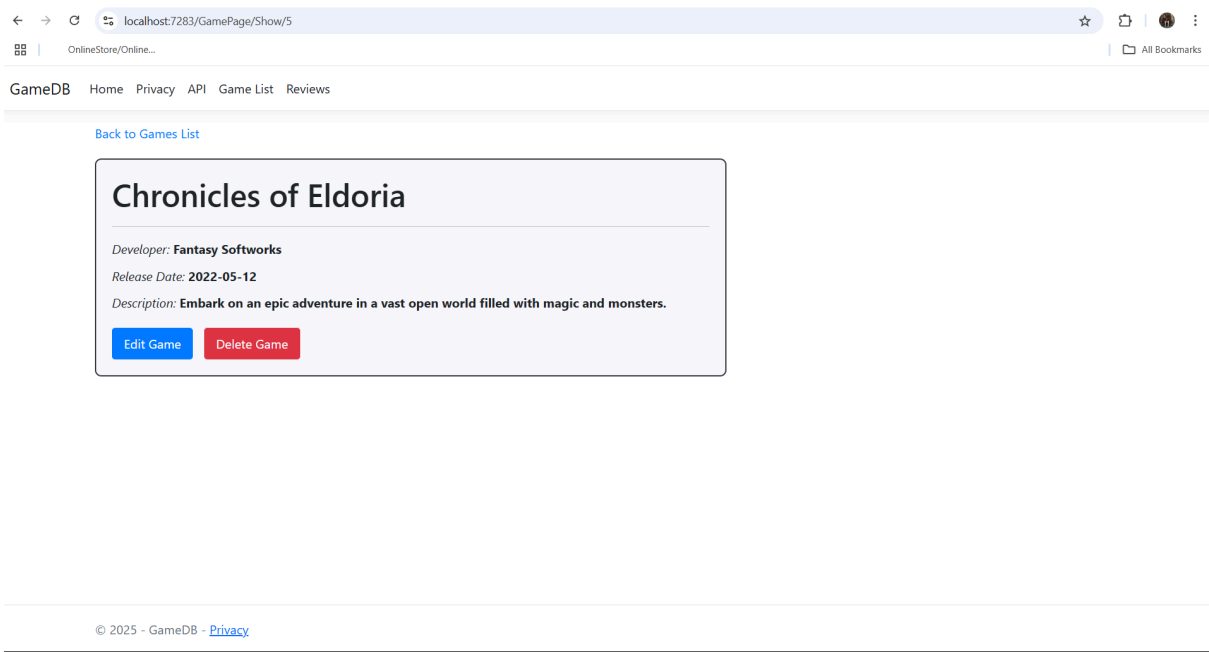 localhost:7283/GamePage/Show/5
OnlineStore/Online...
All Bookmarks
GameDB Home Privacy API Game List Reviews
Back to Games List
Chronicles of Eldoria
Developer: Fantasy Softworks
Release Date: 2022-05-12
Description: Embark on an epic adventure in a vast open world filled with magic and monsters.
Edit Game Delete Game
© 2025 - GameDB - Privacy